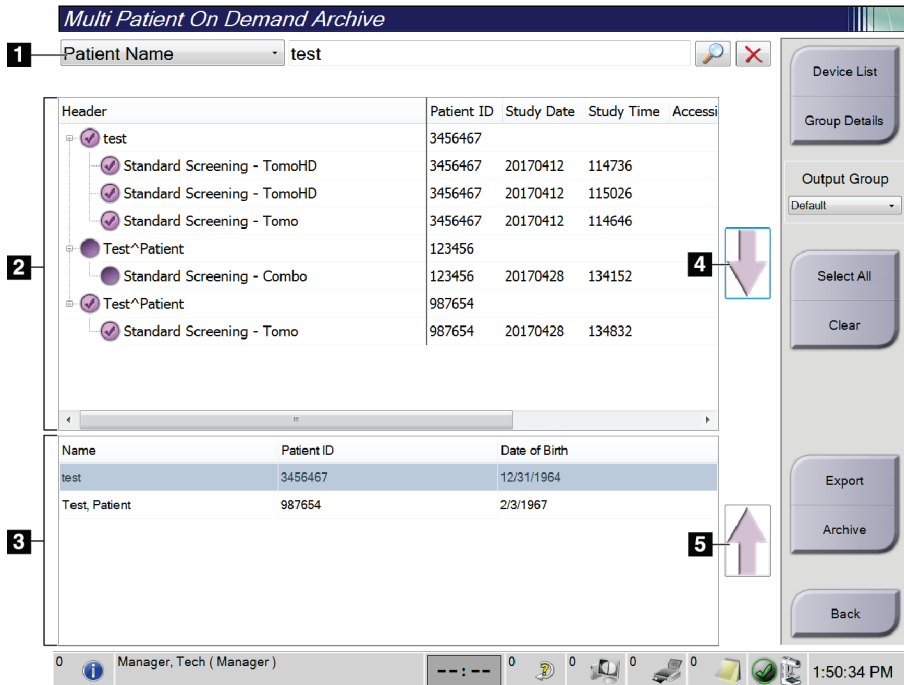 Multi Patient On Demand Archive
1 Patient Name test
Device List
Group Details
Output Group
Default
Select All
Clear
Export
Archive
Back
2
Header Patient ID Study Date Study Time Accessi
test 3456467
Standard Screening - TomoHD 3456467 20170412 114736
Standard Screening - TomoHD 3456467 20170412 115026
Standard Screening - Tomo 3456467 20170412 114646
Test^Patient 123456
Standard Screening - Combo 123456 20170428 134152
Test^Patient 987654
Standard Screening - Tomo 987654 20170428 134832
4
3
Name Patient ID Date of Birth
test 3456467 12/31/1964
Test, Patient 987654 2/3/1967
5
0 Manager, Tech ( Manager ) --:-- 0 0 0 0 1:50:34 PM